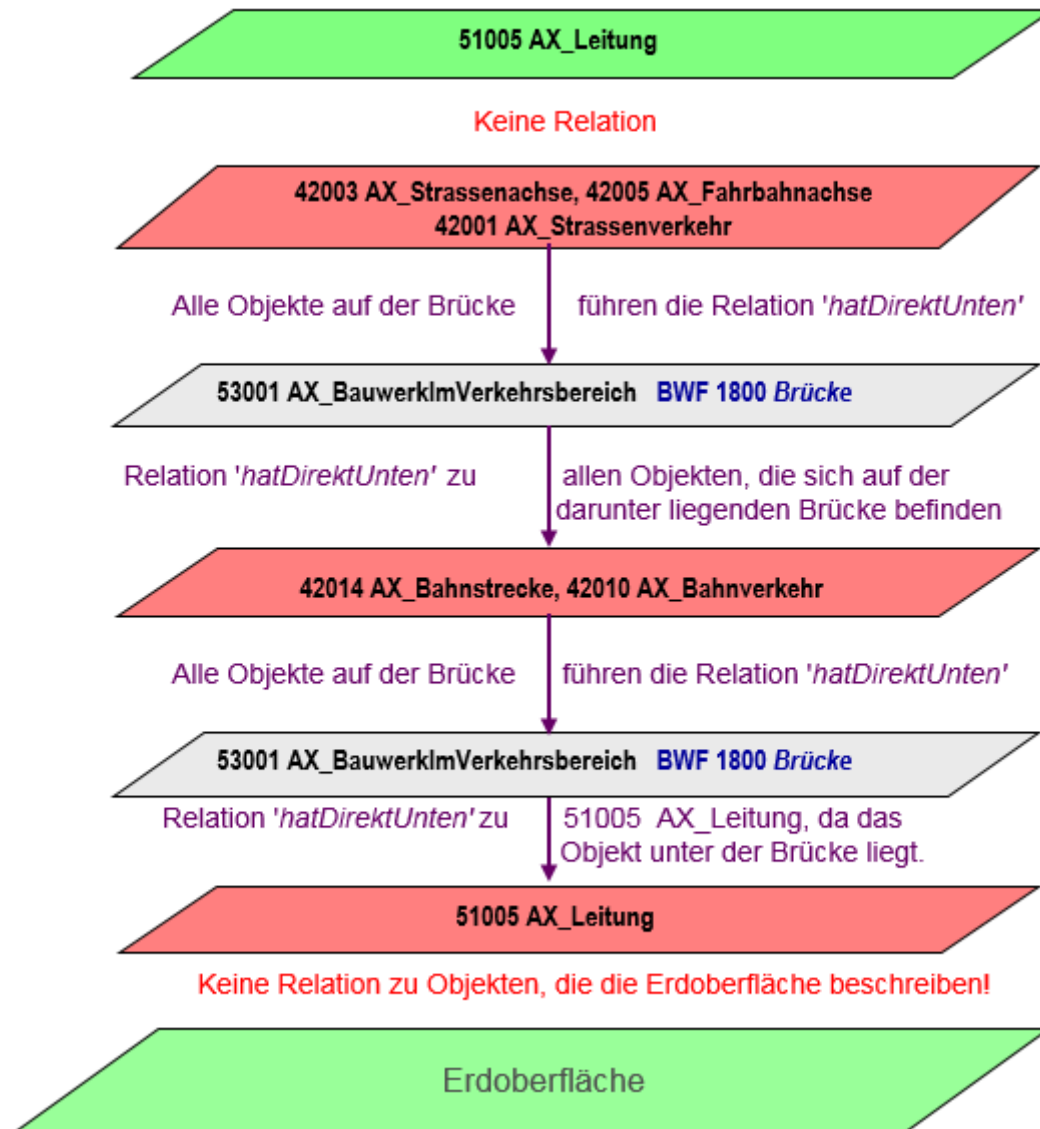 51005 AX_Leitung
Keine Relation
42003 AX_Strassenachse, 42005 AX_Fahrbahnachse
42001 AX_Strassenverkehr
Alle Objekte auf der Brücke führen die Relation 'hatDirektUnten'
53001 AX_BauwerkImVerkehrsbereich BWF 1800 Brücke
Relation 'hatDirektUnten' zu allen Objekten, die sich auf der
darunter liegenden Brücke befinden
42014 AX_Bahnstrecke, 42010 AX_Bahnverkehr
Alle Objekte auf der Brücke führen die Relation 'hatDirektUnten'
53001 AX_BauwerkImVerkehrsbereich BWF 1800 Brücke
Relation 'hatDirektUnten' zu 51005 AX_Leitung, da das
Objekt unter der Brücke liegt.
51005 AX_Leitung
Keine Relation zu Objekten, die die Erdoberfläche beschreiben!
Erdoberfläche